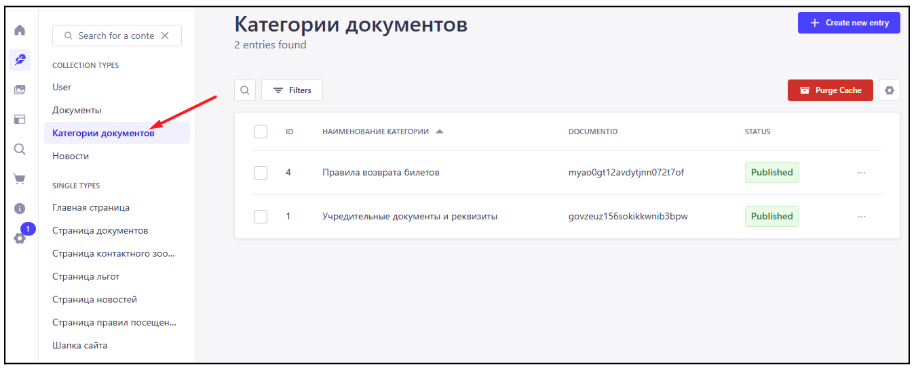 Категории документов
2 entries found
+ Create new entry
Search for a conte
COLLECTION TYPES
User
Документы
Категории документов
Новости
SINGLE TYPES
Главная страница
Страница документов
Страница контактного зоо...
Страница льгот
Страница новостей
Страница правил посещен...
Шапка сайта
1
Filters
Purge Cache
ID НАИМЕНОВАНИЕ КАТЕГОРИИ DOCUMENTID STATUS
4 Правила возврата билетов myao0gt12avdytjnn072t7of Published ...
1 Учредительные документы и реквизиты govzeuz156sokikkwnib3bpw Published ...